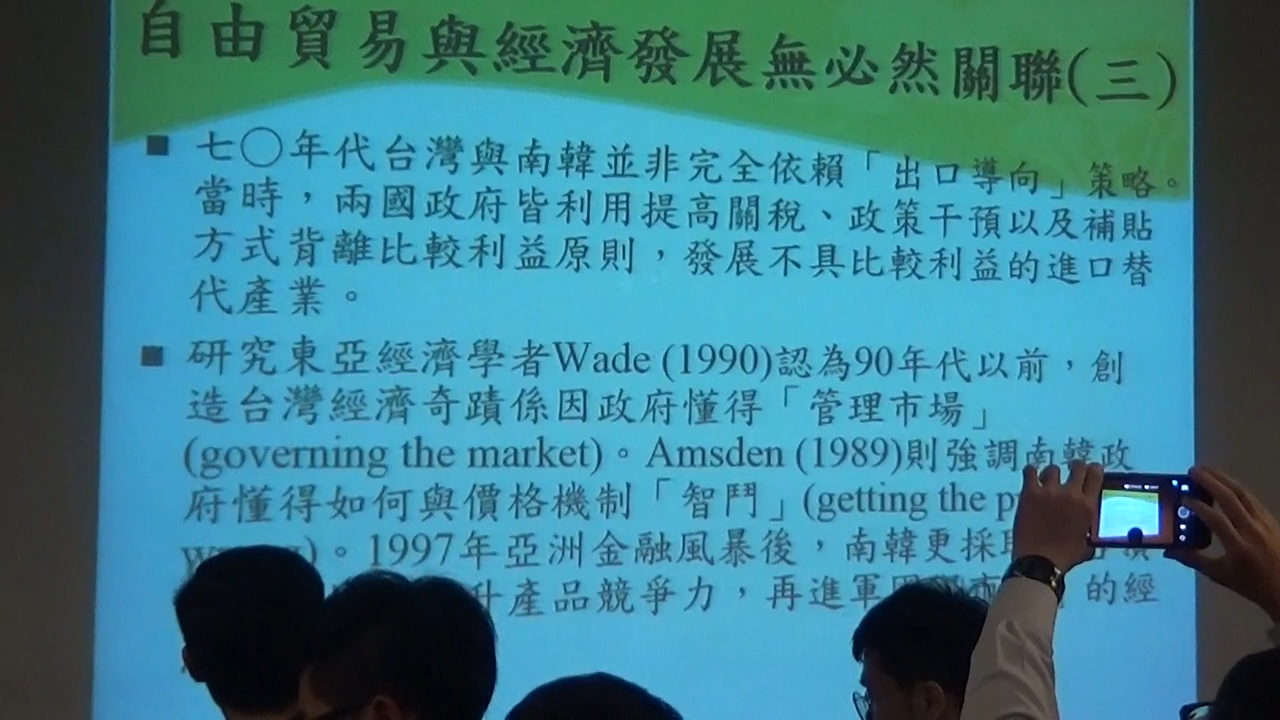 自由貿易與經濟發展無必然關聯(三)
七〇年代台灣與南韓並非完全依賴「出口導向」策略。
當時，兩國政府皆利用提高關稅、政策干預以及補貼
方式背離比較利益原則，發展不具比較利益的進口替
代產業。
研究東亞經濟學者Wade (1990)認為90年代以前，創
造台灣經濟奇蹟係因政府懂得「管理市場」
(governing the market)。Amsden (1989)則強調南韓政
府懂得如何與價格機制「智鬥」(getting the
)。1997年亞洲金融風暴後，南韓更採
升產品競爭力，再進軍 的經